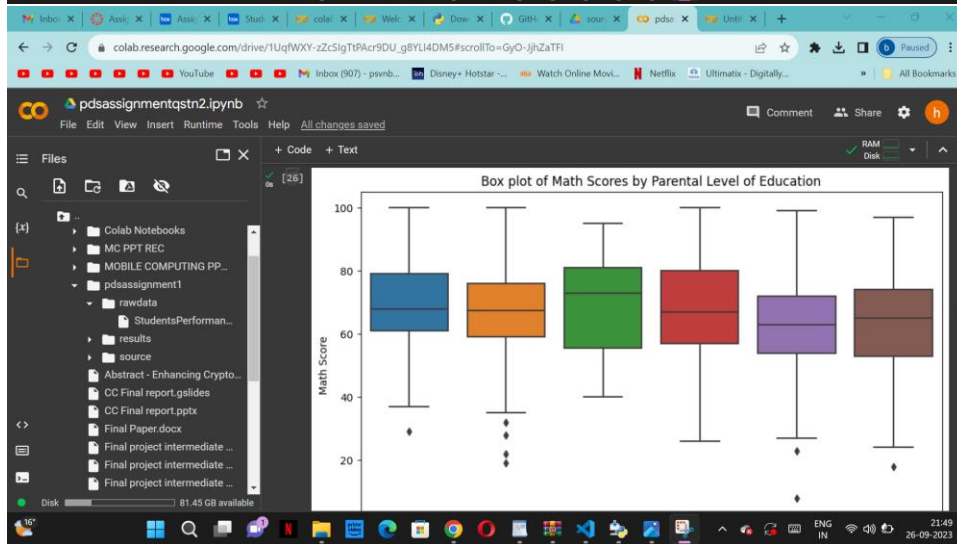 Inbo: X Assig X Assig X Stud X colal X Welc X Dow X GitH X sour X pdsa X Untit X +
colab.research.google.com/drive/1UqfWXY-zZcSIgTtPAcr9DU_g8YLI4DM5#scrollTo=GyO-JjhZaTFI
b Paused
YouTube
Inbox (907) - psvnb...
Disney+ Hotstar -...
Watch Online Movi...
Netflix
Ultimatix - Digitally...
»
All Bookmarks
CO pdsassignmentqstn2.ipynb
Comment Share h
File Edit View Insert Runtime Tools Help All changes saved
Files
+ Code + Text
RAM
Disk
{x}
..
Colab Notebooks
MC PPT REC
MOBILE COMPUTING PP...
pdsassignment1
rawdata
StudentsPerforman...
results
source
Abstract - Enhancing Crypto...
CC Final report.gslides
CC Final report.pptx
Final Paper.docx
Final project intermediate ...
Final project intermediate ...
Final project intermediate ...
Disk 81.45 GB available
0s [26]
Box plot of Math Scores by Parental Level of Education
100
80
60
40
20
Math Score
16°
ENG
IN
21:49
26-09-2023